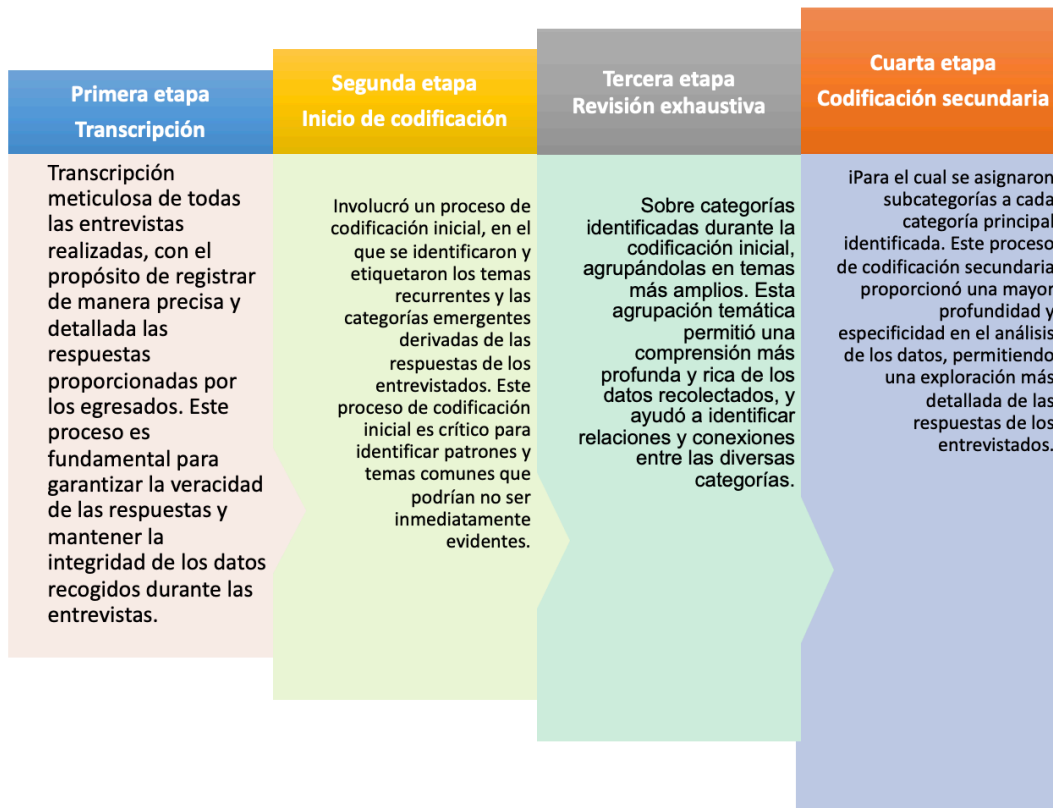 Primera etapa
Transcripción
Transcripción
meticulosa de todas
las entrevistas
realizadas, con el
propósito de registrar
de manera precisa y
detallada las
respuestas
proporcionadas por
los egresados. Este
proceso es
fundamental para
garantizar la veracidad
de las respuestas y
mantener la
integridad de los datos
recogidos durante las
entrevistas.
Segunda etapa
Inicio de codificación
Involucró un proceso de
codificación inicial, en el
que se identificaron y
etiquetaron los temas
recurrentes y las
categorías emergentes
derivadas de las
respuestas de los
entrevistados. Este
proceso de codificación
inicial es crítico para
identificar patrones y
temas comunes que
podrían no ser
inmediatamente
evidentes.
Tercera etapa
Revisión exhaustiva
Sobre categorías
identificadas durante la
codificación inicial,
agrupándolas en temas
más amplios. Esta
agrupación temática
permitió una
comprensión más
profunda y rica de los
datos recolectados, y
ayudó a identificar
relaciones y conexiones
entre las diversas
categorías.
Cuarta etapa
Codificación secundaria
iPara el cual se asignaron
subcategorías a cada
categoría principal
identificada. Este proceso
de codificación secundaria
proporcionó una mayor
profundidad y
especificidad en el análisis
de los datos, permitiendo
una exploración más
detallada de las
respuestas de los
entrevistados.